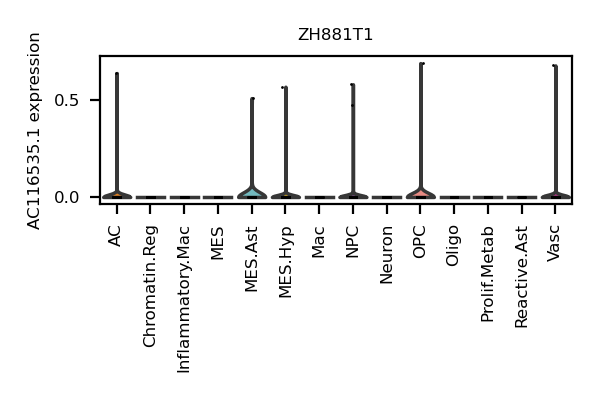 ZH881T1
AC116535.1 expression
0.5
0.0
AC
Chromatin.Reg
Inflammatory.Mac
MES
MES.Ast
MES.Hyp
Mac
NPC
Neuron
OPC
Oligo
Prolif.Metab
Reactive.Ast
Vasc